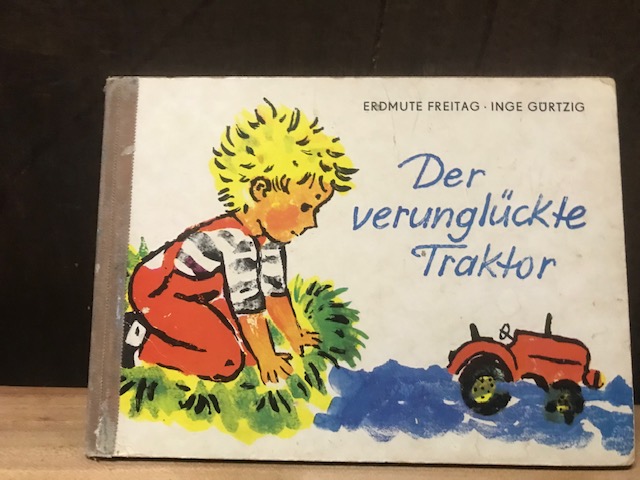 ERDMUTE FREITAG · INGE GÜRTZIG
Der
verunglückte
Traktor